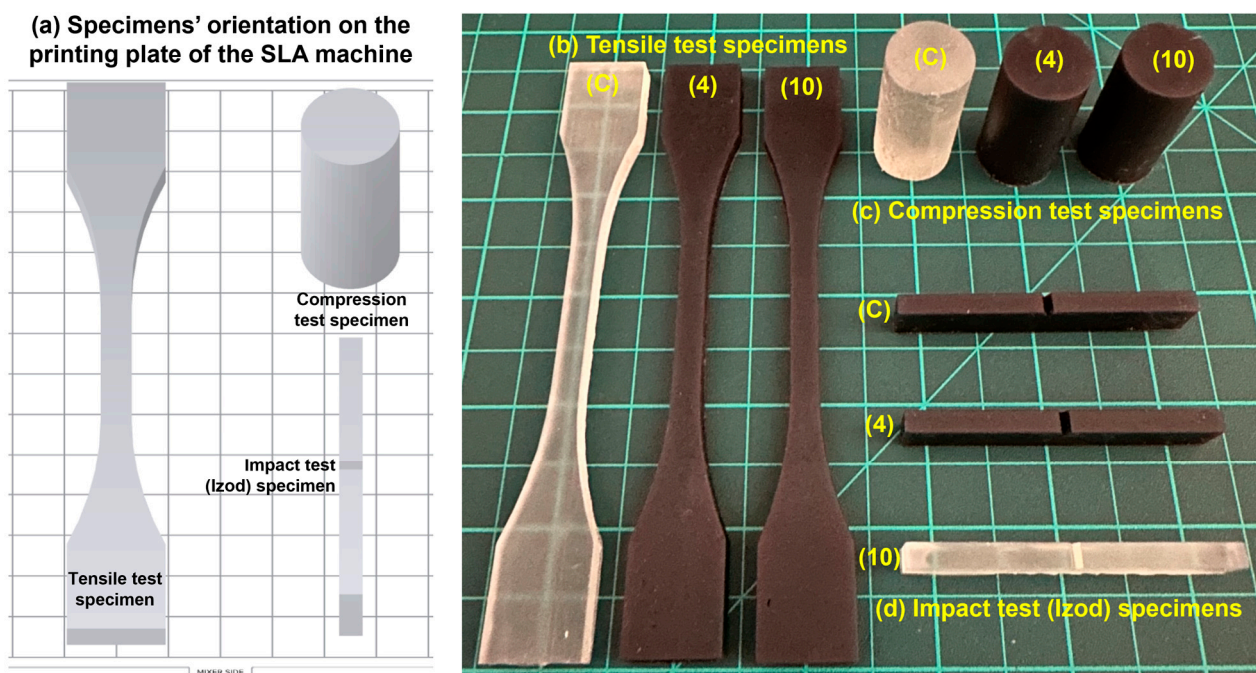 (a) Specimens' orientation on the
printing plate of the SLA machine
Compression
test specimen
Impact test
(Izod) specimen
Tensile test
specimen
MIXER SIDE
(b) Tensile test specimens
(C)
(4)
(10)
(C)
(4)
(10)
(c) Compression test specimens
(C)
(4)
(10)
(d) Impact test (Izod) specimens